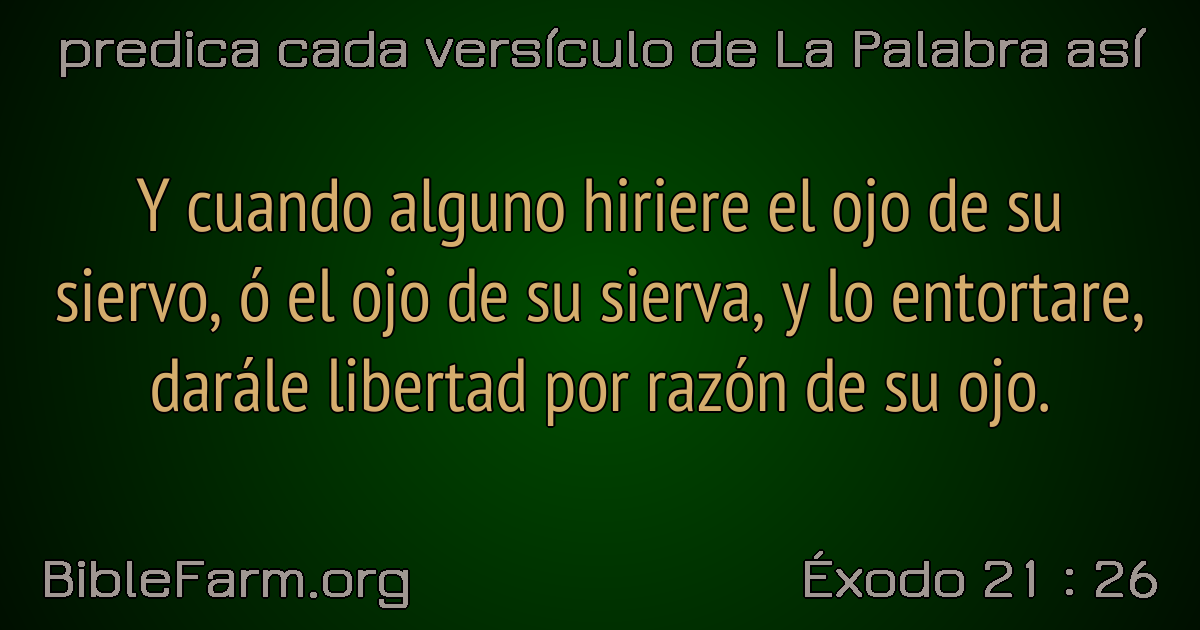 predica cada versículo de La Palabra así
Y cuando alguno hiriere el ojo de su
siervo, ó el ojo de su sierva, y lo entortare,
darále libertad por razón de su ojo.
BibleFarm.org
Éxodo 21 : 26